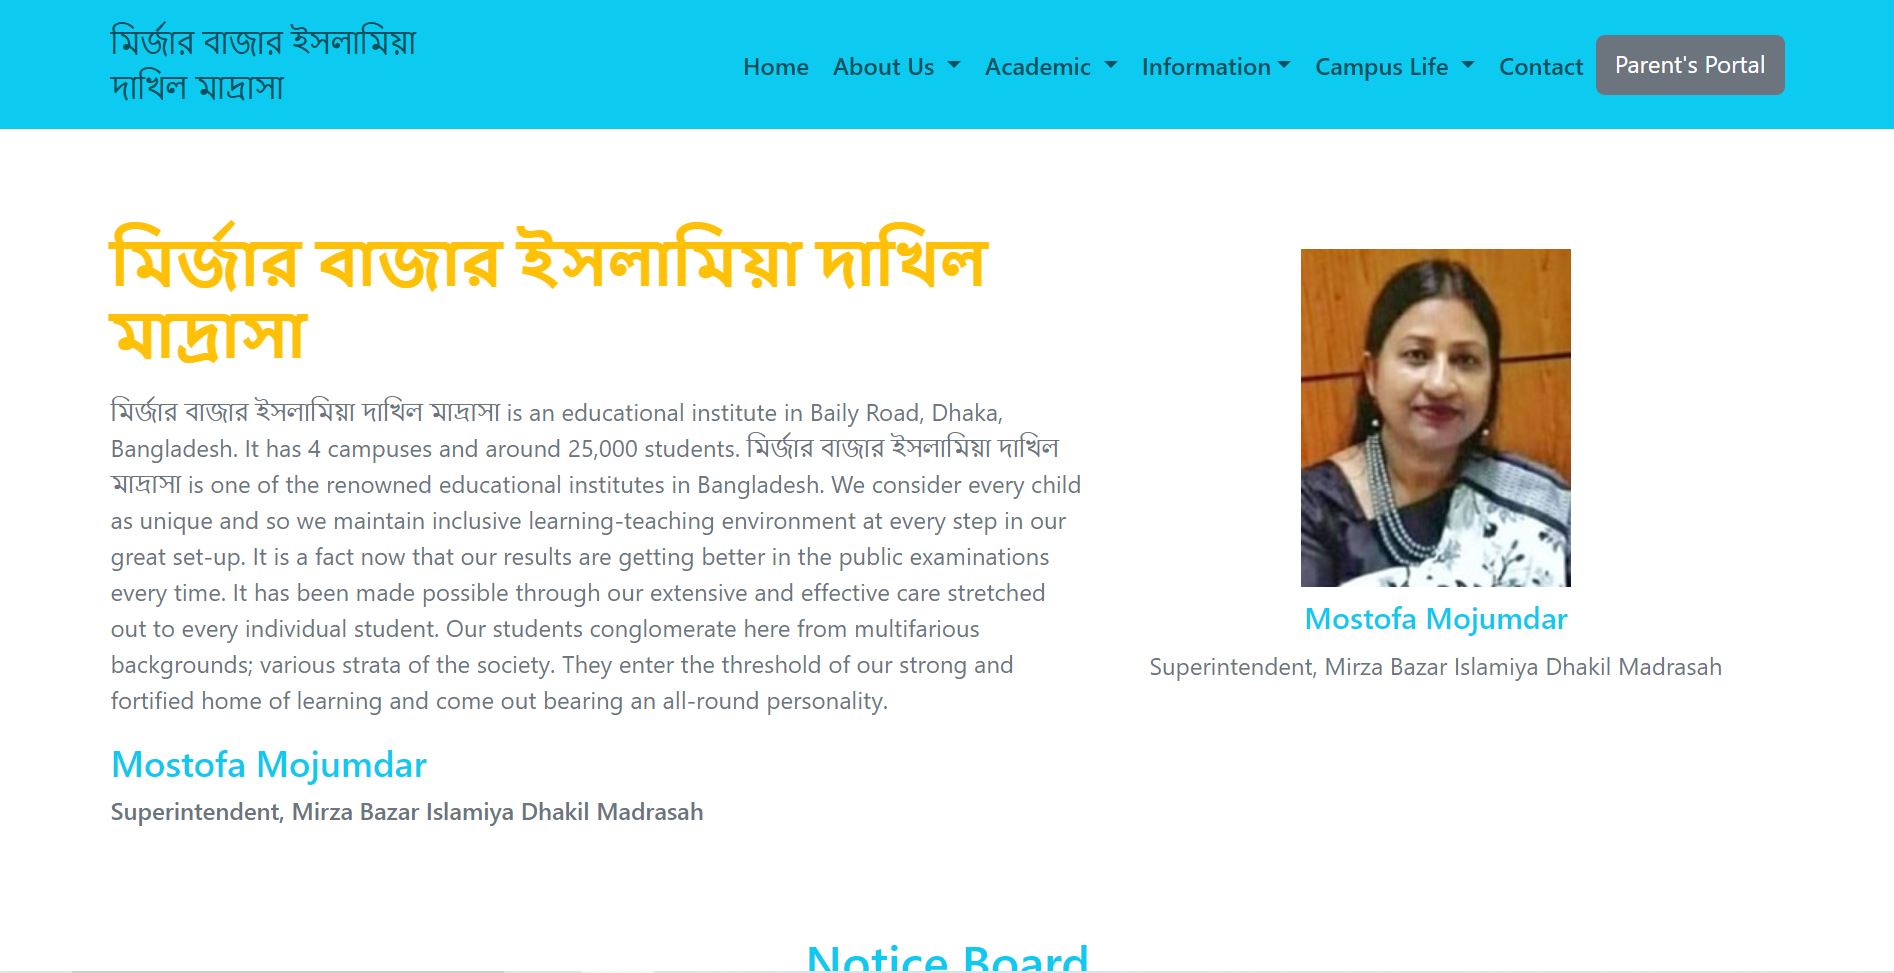 মির্জার বাজার ইসলামিয়া
দাখিল মাদ্রাসা
Home About Us Academic Information Campus Life Contact Parent's Portal
মির্জার বাজার ইসলামিয়া দাখিল
মাদ্রাসা
মির্জার বাজার ইসলামিয়া দাখিল মাদ্রাসা is an educational institute in Baily Road, Dhaka,
Bangladesh. It has 4 campuses and around 25,000 students. মির্জার বাজার ইসলামিয়া দাখিল
মাদ্রাসা is one of the renowned educational institutes in Bangladesh. We consider every child
as unique and so we maintain inclusive learning-teaching environment at every step in our
great set-up. It is a fact now that our results are getting better in the public examinations
every time. It has been made possible through our extensive and effective care stretched
out to every individual student. Our students conglomerate here from multifarious
backgrounds; various strata of the society. They enter the threshold of our strong and
fortified home of learning and come out bearing an all-round personality.
Mostofa Mojumdar
Superintendent, Mirza Bazar Islamiya Dhakil Madrasah
Mostofa Mojumdar
Superintendent, Mirza Bazar Islamiya Dhakil Madrasah
Notice Board